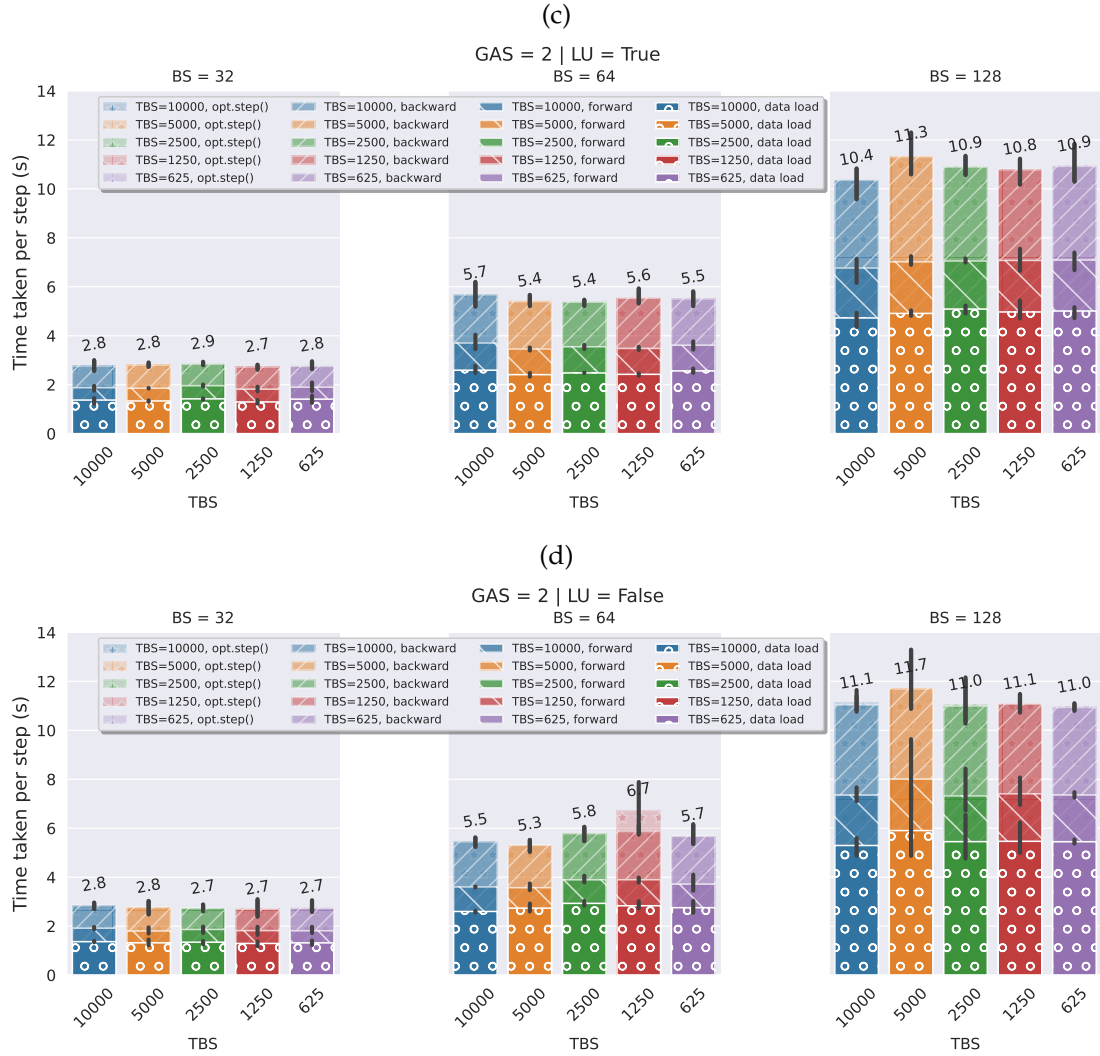 (c)
GAS = 2 | LU = True
BS = 32 BS = 64 BS = 128
TBS=10000, opt.step() TBS=10000, backward TBS=10000, forward TBS=10000, data load
TBS=5000, opt.step() TBS=5000, backward TBS=5000, forward TBS=5000, data load
TBS=2500, opt.step() TBS=2500, backward TBS=2500, forward TBS=2500, data load
TBS=1250, opt.step() TBS=1250, backward TBS=1250, forward TBS=1250, data load
TBS=625, opt.step() TBS=625, backward TBS=625, forward TBS=625, data load
Time taken per step (s)
14
12
10
8
6
4
2
0
2.8 2.8 2.9 2.7 2.8
5.7 5.4 5.4 5.6 5.5
10.4 11.3 10.9 10.8 10.9
10000 5000 2500 1250 625 10000 5000 2500 1250 625 10000 5000 2500 1250 625
TBS TBS TBS
(d)
GAS = 2 | LU = False
BS = 32 BS = 64 BS = 128
TBS=10000, opt.step() TBS=10000, backward TBS=10000, forward TBS=10000, data load
TBS=5000, opt.step() TBS=5000, backward TBS=5000, forward TBS=5000, data load
TBS=2500, opt.step() TBS=2500, backward TBS=2500, forward TBS=2500, data load
TBS=1250, opt.step() TBS=1250, backward TBS=1250, forward TBS=1250, data load
TBS=625, opt.step() TBS=625, backward TBS=625, forward TBS=625, data load
Time taken per step (s)
14
12
10
8
6
4
2
0
2.8 2.8 2.7 2.7 2.7
5.5 5.3 5.8 6.7 5.7
11.1 11.7 11.0 11.1 11.0
10000 5000 2500 1250 625 10000 5000 2500 1250 625 10000 5000 2500 1250 625
TBS TBS TBS